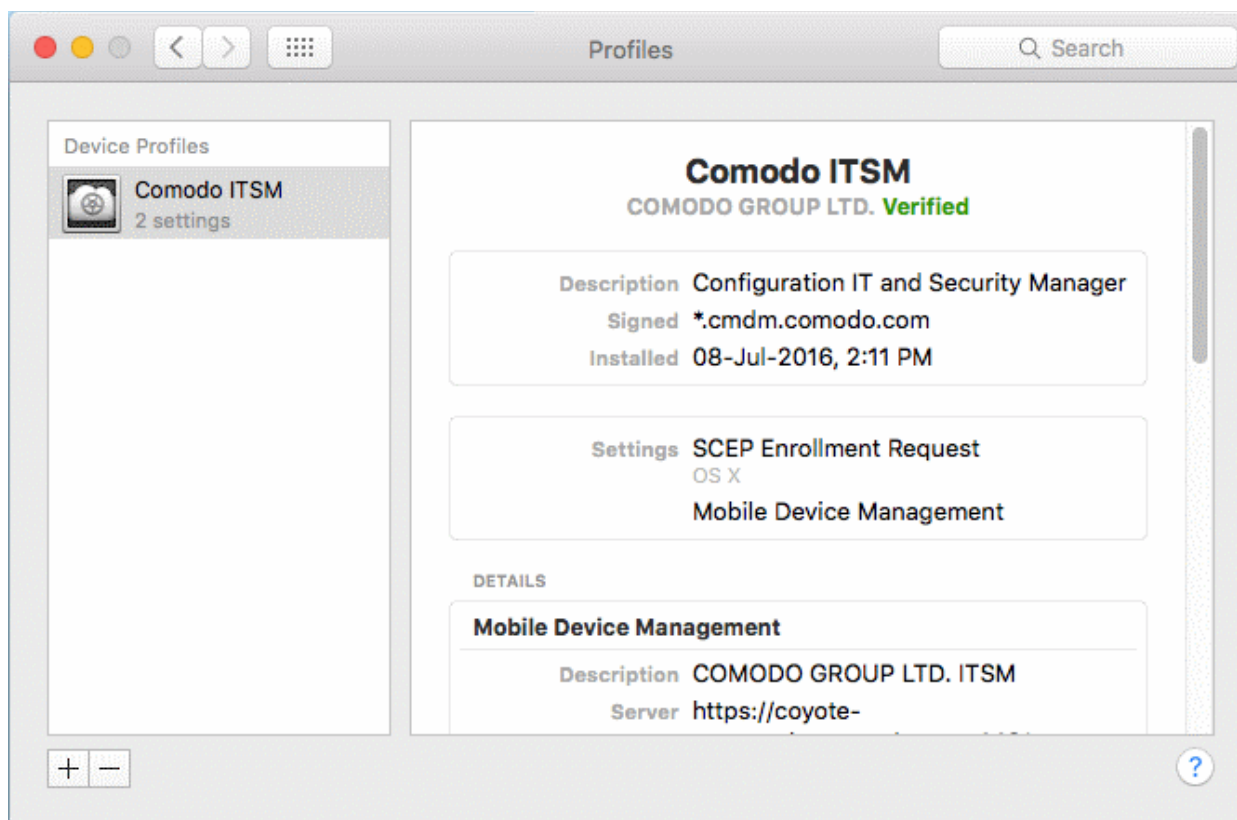 Profiles
Search
Device Profiles
Comodo ITSM
2 settings
Comodo ITSM
COMODO GROUP LTD. Verified
Description Configuration IT and Security Manager
Signed *.cmdm.comodo.com
Installed 08-Jul-2016, 2:11 PM
Settings SCEP Enrollment Request
OS X
Mobile Device Management
DETAILS
Mobile Device Management
Description COMODO GROUP LTD. ITSM
Server https://coyote-
+ −
?